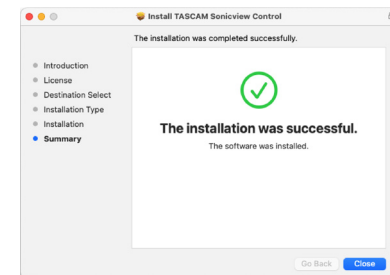 Install TASCAM Sonicview Control
The installation was completed successfully.
Introduction
License
Destination Select
Installation Type
Installation
Summary
The installation was successful.
The software was installed.
Go Back
Close